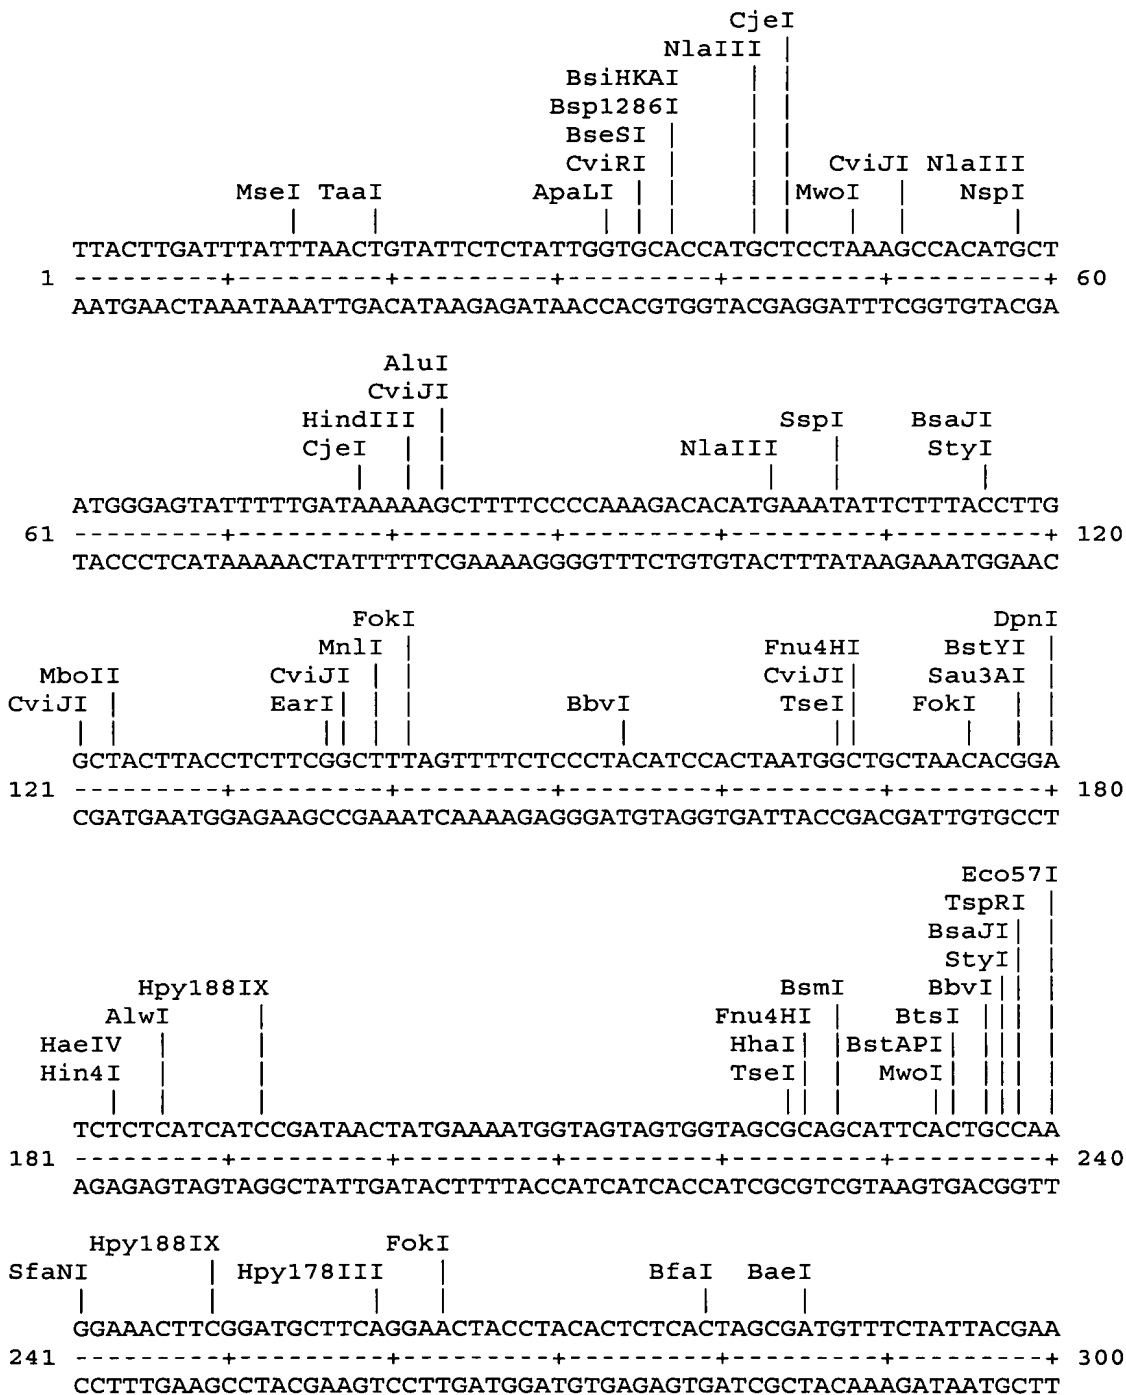 CjeI
NlaIII
BsiHKAI
Bsp1286I
BseSI
CviRI CviJI NlaIII
MseI TaaI ApaLI MwoI NspI
TTACTTGATTTATTTAACTGTATTCTCTATTGGTGCACCATGCTCCTAAAGCCACATGCT
1 ---------+---------+---------+---------+---------+---------+ 60
AATGAACTAAATAAATTGACATAAGAGATAACCACGTGGTACGAGGATTTCGGTGTACGA
AluI
CviJI
HindIII SspI BsaJI
CjeI NlaIII StyI
ATGGGAGTATTTTTGATAAAAAGCTTTTCCCCAAAGACACATGAAATATTCTTTACCTTG
61 ---------+---------+---------+---------+---------+---------+ 120
TACCCTCATAAAAACTATTTTTCGAAAAGGGGTTTCTGTGTACTTTATAAGAAATGGAAC
FokI DpnI
MnlI Fnu4HI BstYI
MboII CviJI CviJI Sau3AI
CviJI EarI BbvI TseI FokI
GCTACTTACCTCTTCGGCTTTAGTTTTCTCCCTACATCCACTAATGGCTGCTAACACGGA
121 ---------+---------+---------+---------+---------+---------+ 180
CGATGAATGGAGAAGCCGAAATCAAAAGAGGGATGTAGGTGATTACCGACGATTGTGCCT
Eco57I
TspRI
BsaJI
StyI
Hpy188IX BsmI BbvI
AlwI Fnu4HI BtsI
HaeIV HhaI BstAPI
Hin4I TseI MwoI
TCTCTCATCATCCGATAACTATGAAAATGGTAGTAGTGGTAGCGCAGCATTCACTGCCAA
181 ---------+---------+---------+---------+---------+---------+ 240
AGAGAGTAGTAGGCTATTGATACTTTTACCATCATCACCATCGCGTCGTAAGTGACGGTT
Hpy188IX FokI
SfaNI Hpy178III BfaI BaeI
GGAAACTTCGGATGCTTCAGGAACTACCTACACTCTCACTAGCGATGTTTCTATTACGAA
241 ---------+---------+---------+---------+---------+---------+ 300
CCTTTGAAGCCTACGAAGTCCTTGATGGATGTGAGAGTGATCGCTACAAAGATAATGCTT